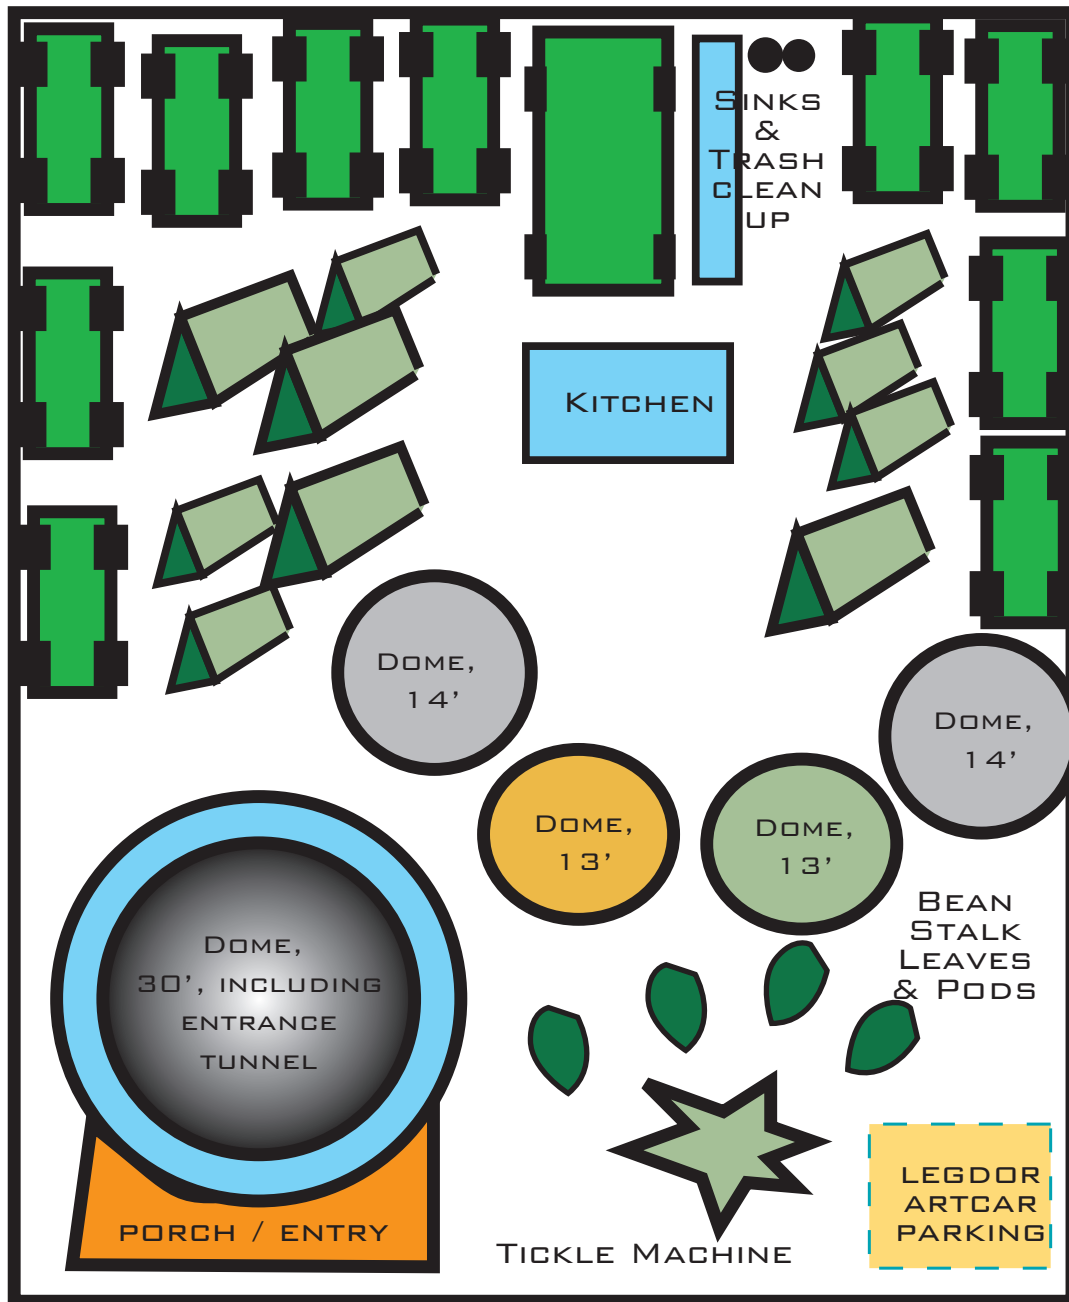 SINKS
&
TRASH
CLEAN
UP
KITCHEN
DOME,
14'
DOME,
14'
DOME,
13'
DOME,
13'
BEAN
STALK
LEAVES
& PODS
DOME,
30', INCLUDING
ENTRANCE
TUNNEL
LEGDOR
ARTCAR
PARKING
PORCH / ENTRY
TICKLE MACHINE